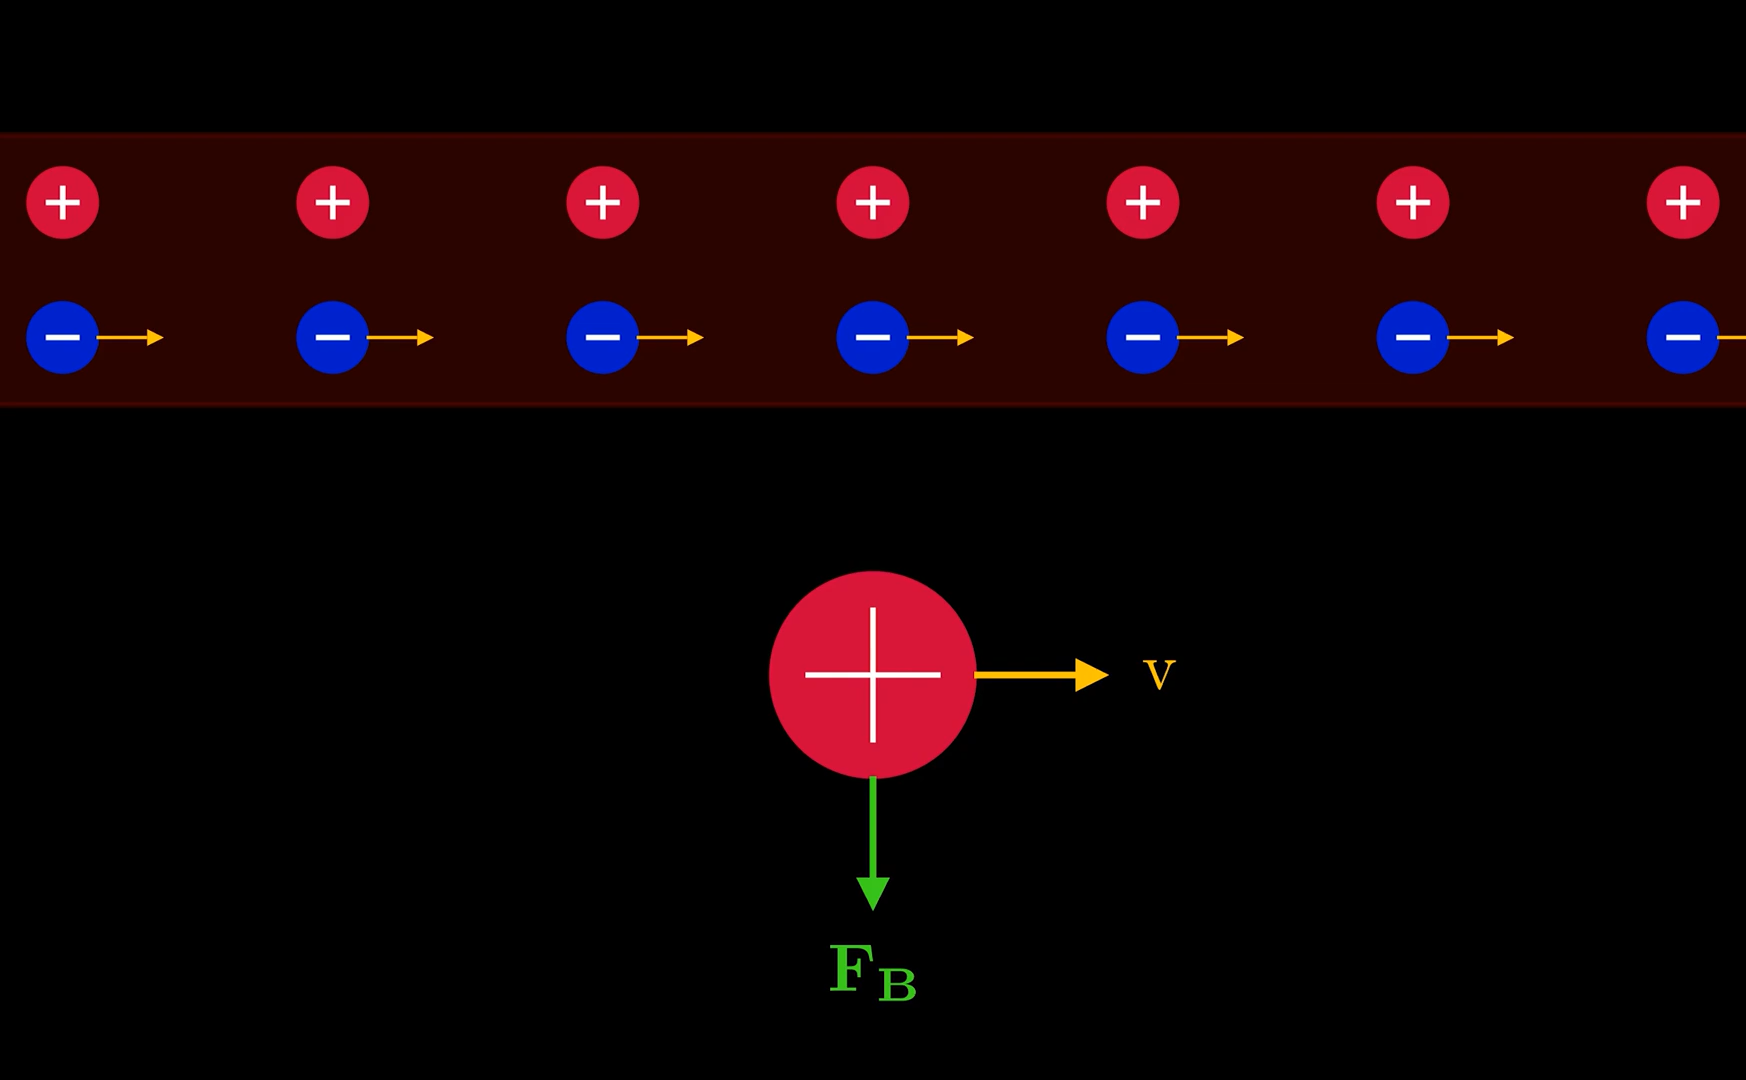 + + + + + + +
− − − − − − −
+ v
F_B